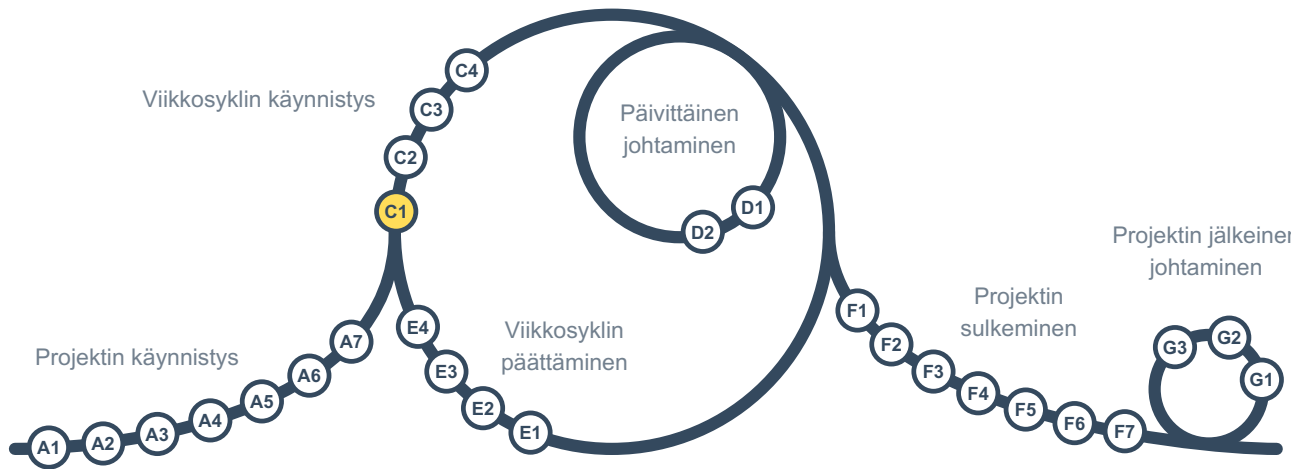 C4
Viikkosyklin käynnistys
C3
Päivittäinen
johtaminen
C2
C1
D1
D2
Projektin jälkeinen
johtaminen
Projektin
sulkeminen
F1
E4
Viikkosyklin
päättäminen
A7
Projektin käynnistys
F2
G3
G2
G1
E3
F3
A6
A5
F4
E2
F5
A4
F6
E1
A3
F7
A2
A1